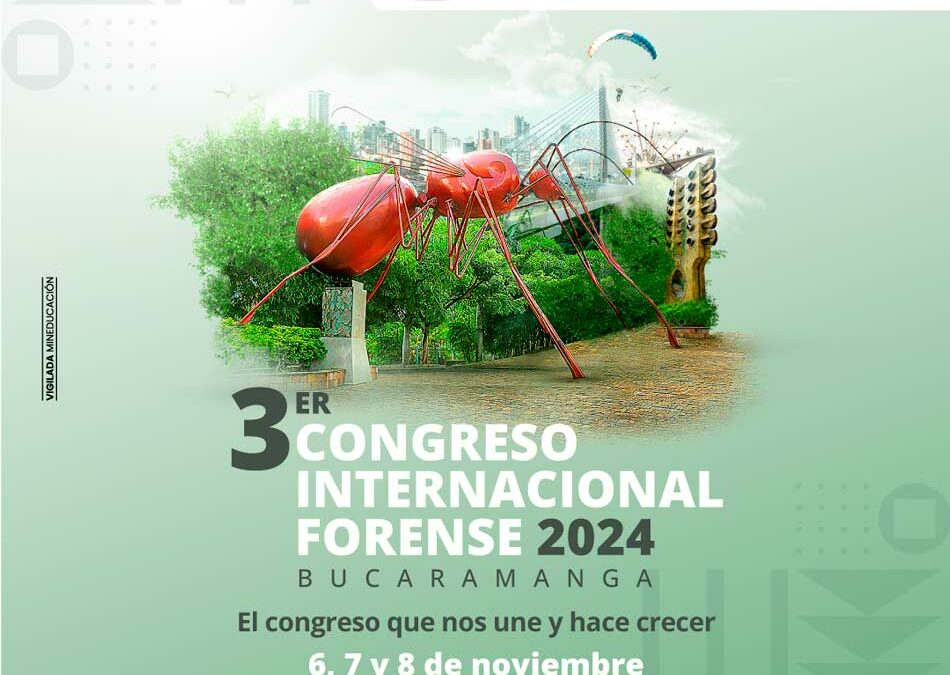 VIGILADA MINEDUCACIÓN
3ER
CONGRESO
INTERNACIONAL
FORENSE 2024
BUCARAMANGA
El congreso que nos une y hace crecer
6, 7 y 8 de noviembre